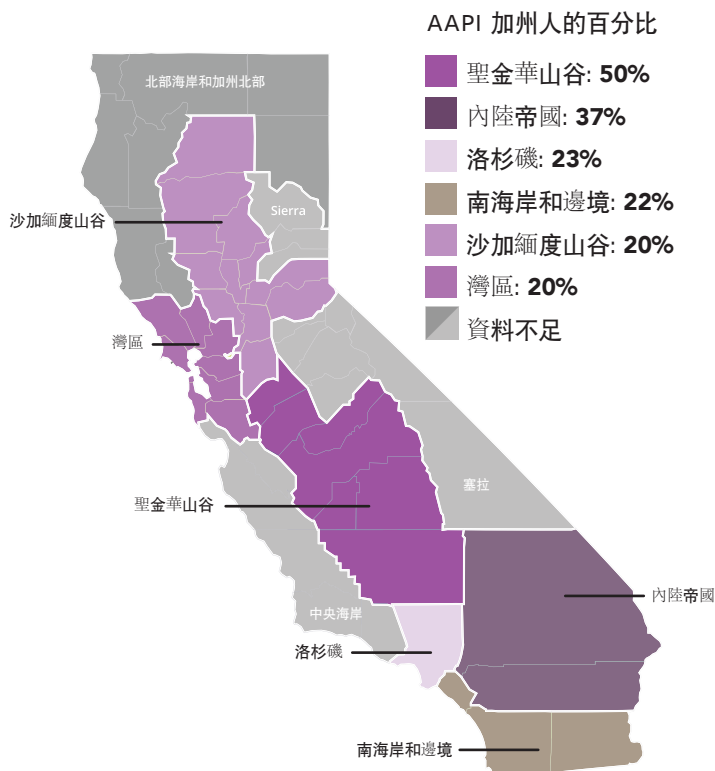 AAPI 加州人的百分比
聖金華山谷: 50%
內陸帝國: 37%
洛杉磯: 23%
南海岸和邊境: 22%
沙加緬度山谷: 20%
灣區: 20%
資料不足
北部海岸和加州北部
Sierra
沙加緬度山谷
灣區
塞拉
聖金華山谷
內陸帝國
中央海岸
洛杉磯
南海岸和邊境